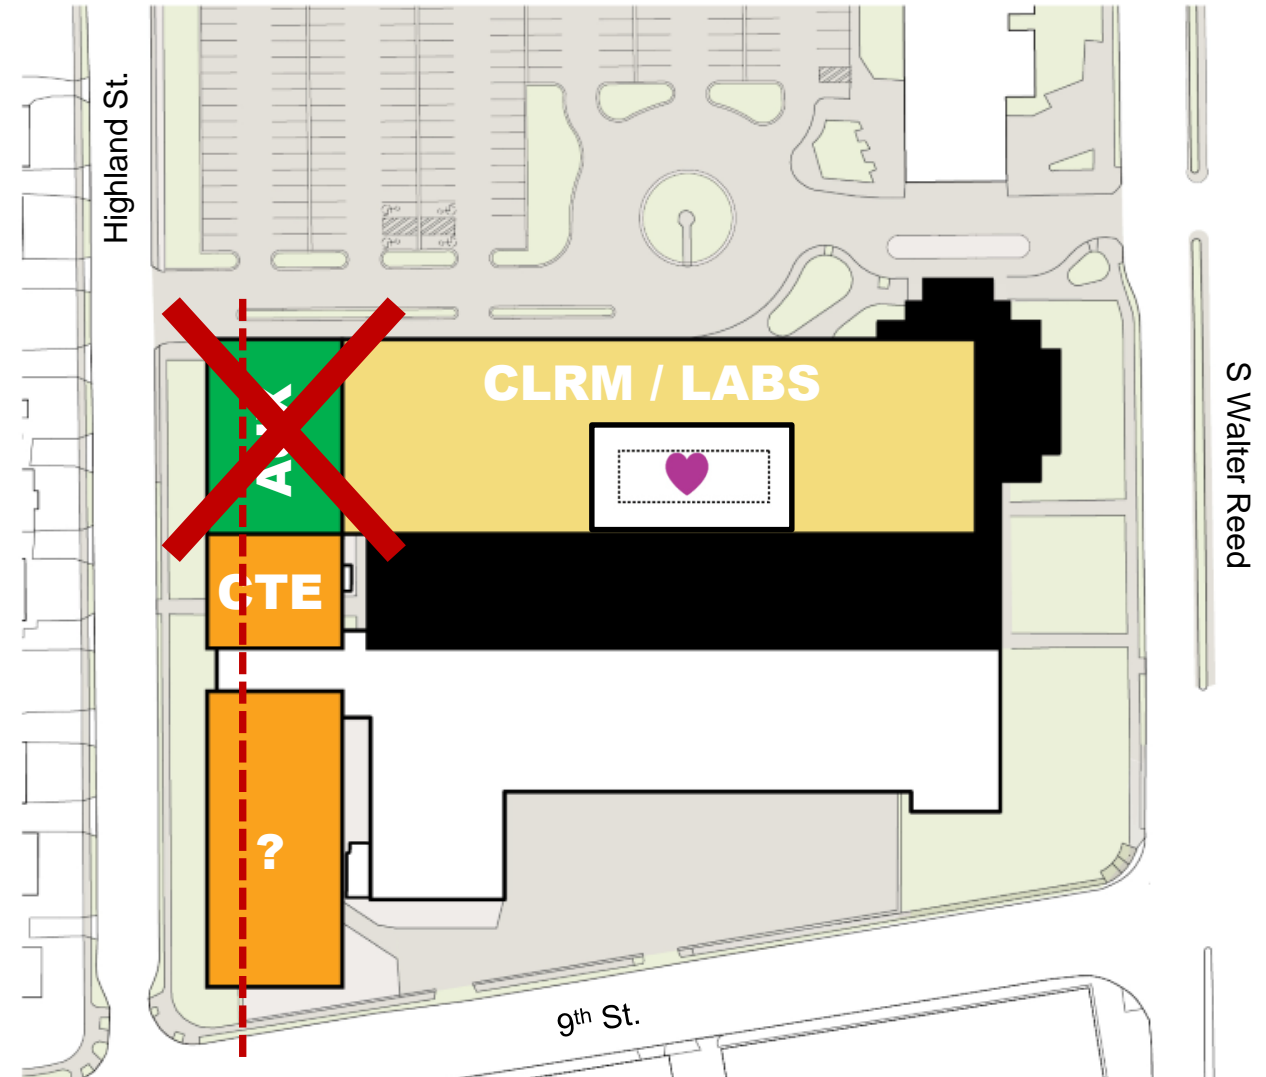 Highland St.
CLRM / LABS
S Walter Reed
CTE
?
9th St.